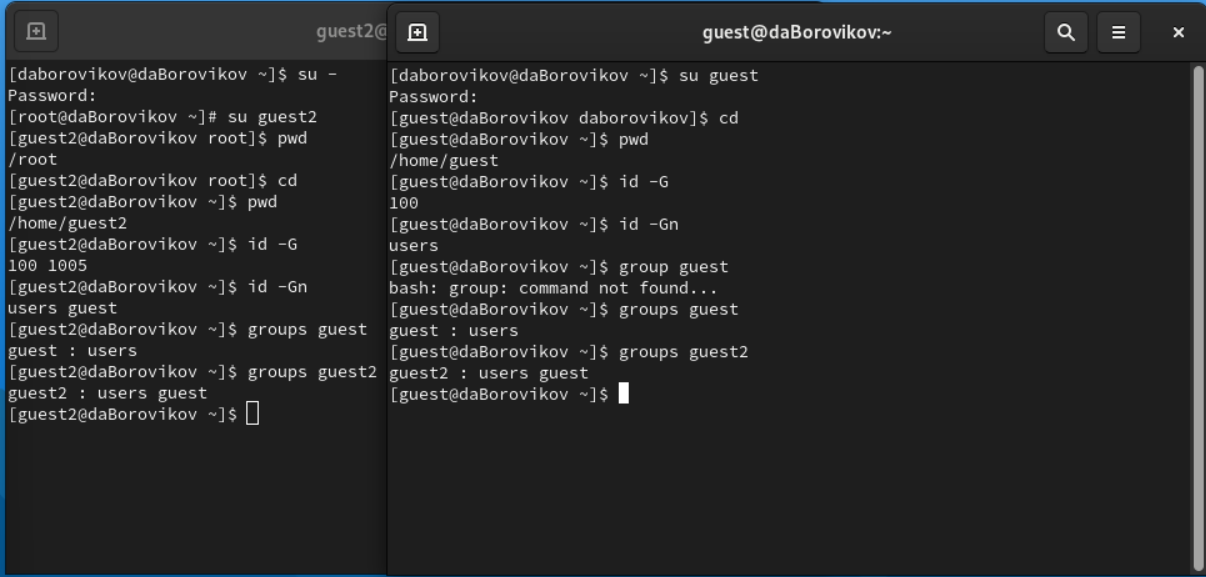 guest2@
[daborovikov@daBorovikov ~]$ su -
Password:
[root@daBorovikov ~]# su guest2
[guest2@daBorovikov root]$ pwd
/root
[guest2@daBorovikov root]$ cd
[guest2@daBorovikov ~]$ pwd
/home/guest2
[guest2@daBorovikov ~]$ id -G
100 1005
[guest2@daBorovikov ~]$ id -Gn
users guest
[guest2@daBorovikov ~]$ groups guest
guest : users
[guest2@daBorovikov ~]$ groups guest2
guest2 : users guest
[guest2@daBorovikov ~]$
guest@daBorovikov:~
[daborovikov@daBorovikov ~]$ su guest
Password:
[guest@daBorovikov daborovikov]$ cd
[guest@daBorovikov ~]$ pwd
/home/guest
[guest@daBorovikov ~]$ id -G
100
[guest@daBorovikov ~]$ id -Gn
users
[guest@daBorovikov ~]$ group guest
bash: group: command not found...
[guest@daBorovikov ~]$ groups guest
guest : users
[guest@daBorovikov ~]$ groups guest2
guest2 : users guest
[guest@daBorovikov ~]$